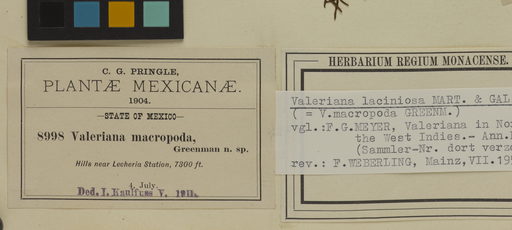 C. G. PRINGLE,
PLANTÆ MEXICANÆ.
1904.
STATE OF MEXICO
8998 Valeriana macropoda,
Greenman n. sp.
Hills near Lecheria Station, 7300 ft.
4, July.
Ded. I.
HERBARIUM REGIUM MONACENSE.
Valeriana laciniosa MART. & GAL
( = V.macropoda GREENM.)
vgl.:F.G.MEYER, Valeriana in No
the West Indies.- Ann.
(Sammler-Nr. dort verz
rev.: F.WEBERLING, Mainz,VII.195